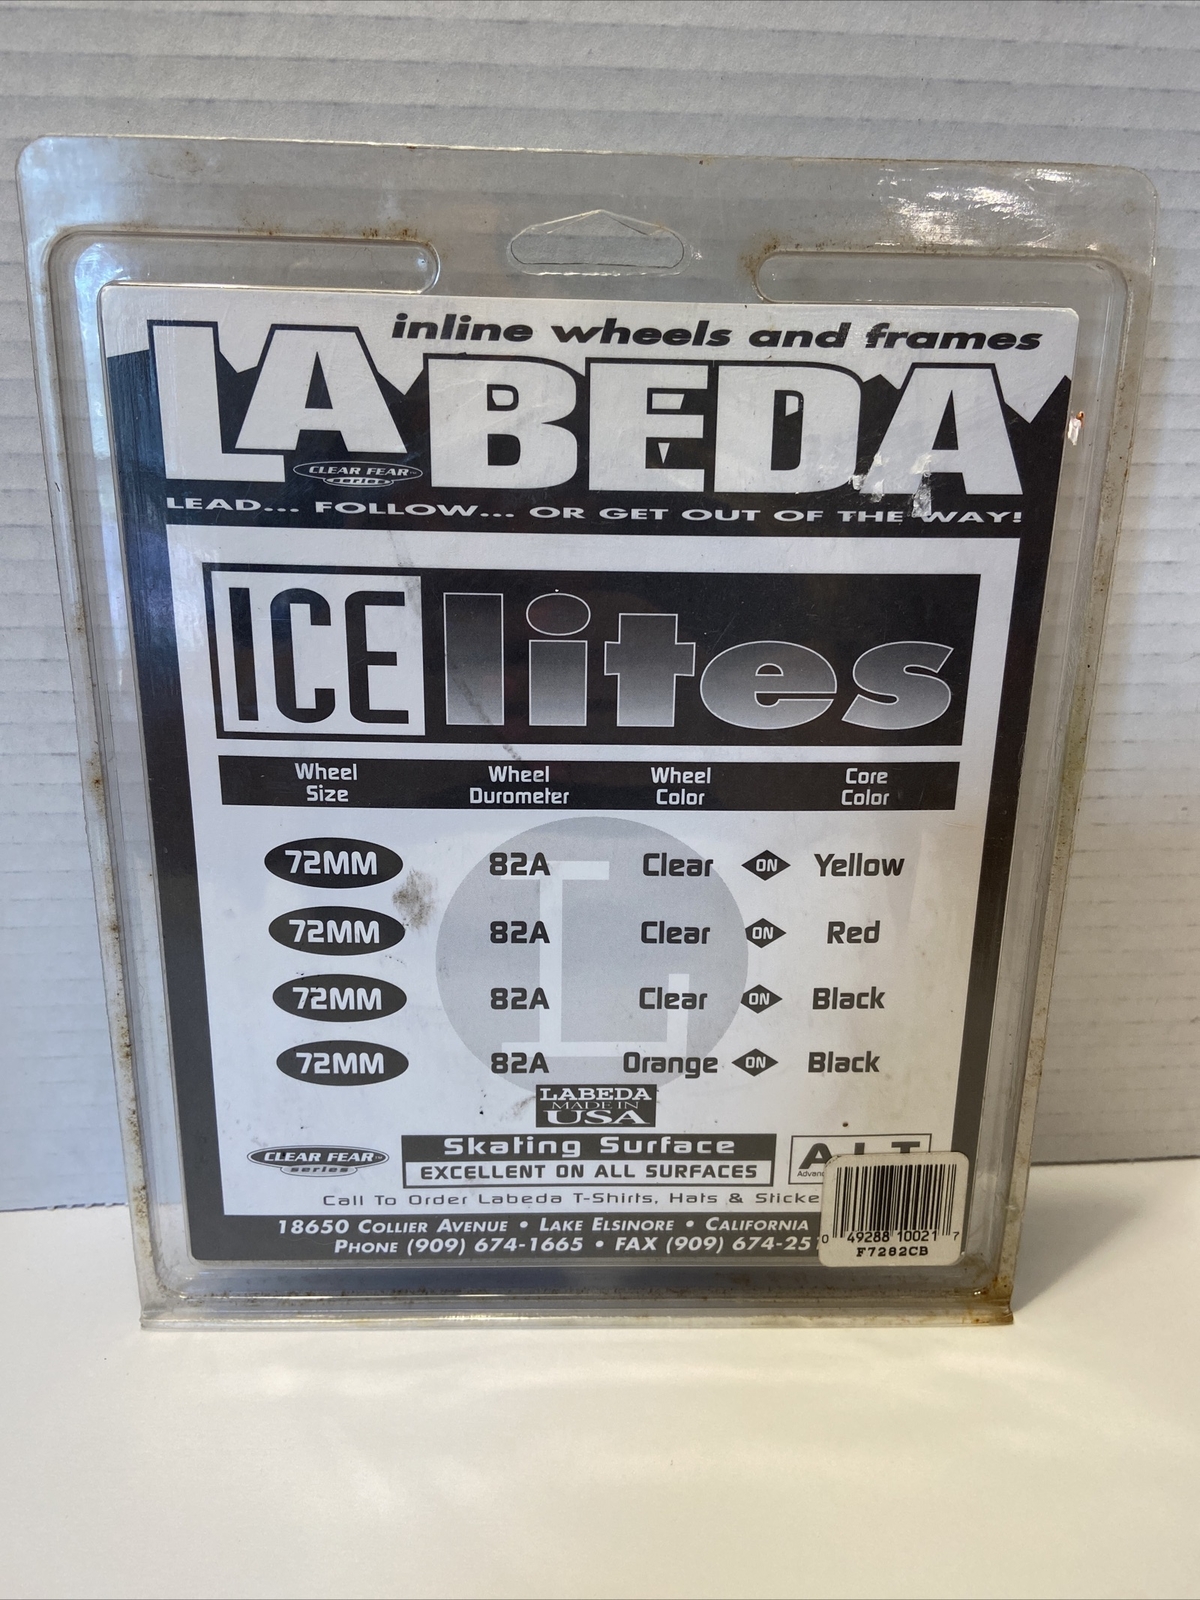 inline wheels and frames
LABEDA
CLEAR FEAR™
series
LEAD... FOLLOW... OR GET OUT OF THE WAY!
ICE lites
Wheel Size Wheel Durometer Wheel Color Core Color
72MM 82A Clear ON Yellow
72MM 82A Clear ON Red
72MM 82A Clear ON Black
72MM 82A Orange ON Black
L
LABEDA
MADE IN
USA
CLEAR FEAR™
series
Skating Surface
EXCELLENT ON ALL SURFACES
A.L.T
Call To Order Labeda T-Shirts, Hats &
18650 COLLIER AVENUE • LAKE ELSINORE • CALIFORNIA
PHONE (909) 674-1665 • FAX (909) 674-
0 49288 10021 7
F7282CB